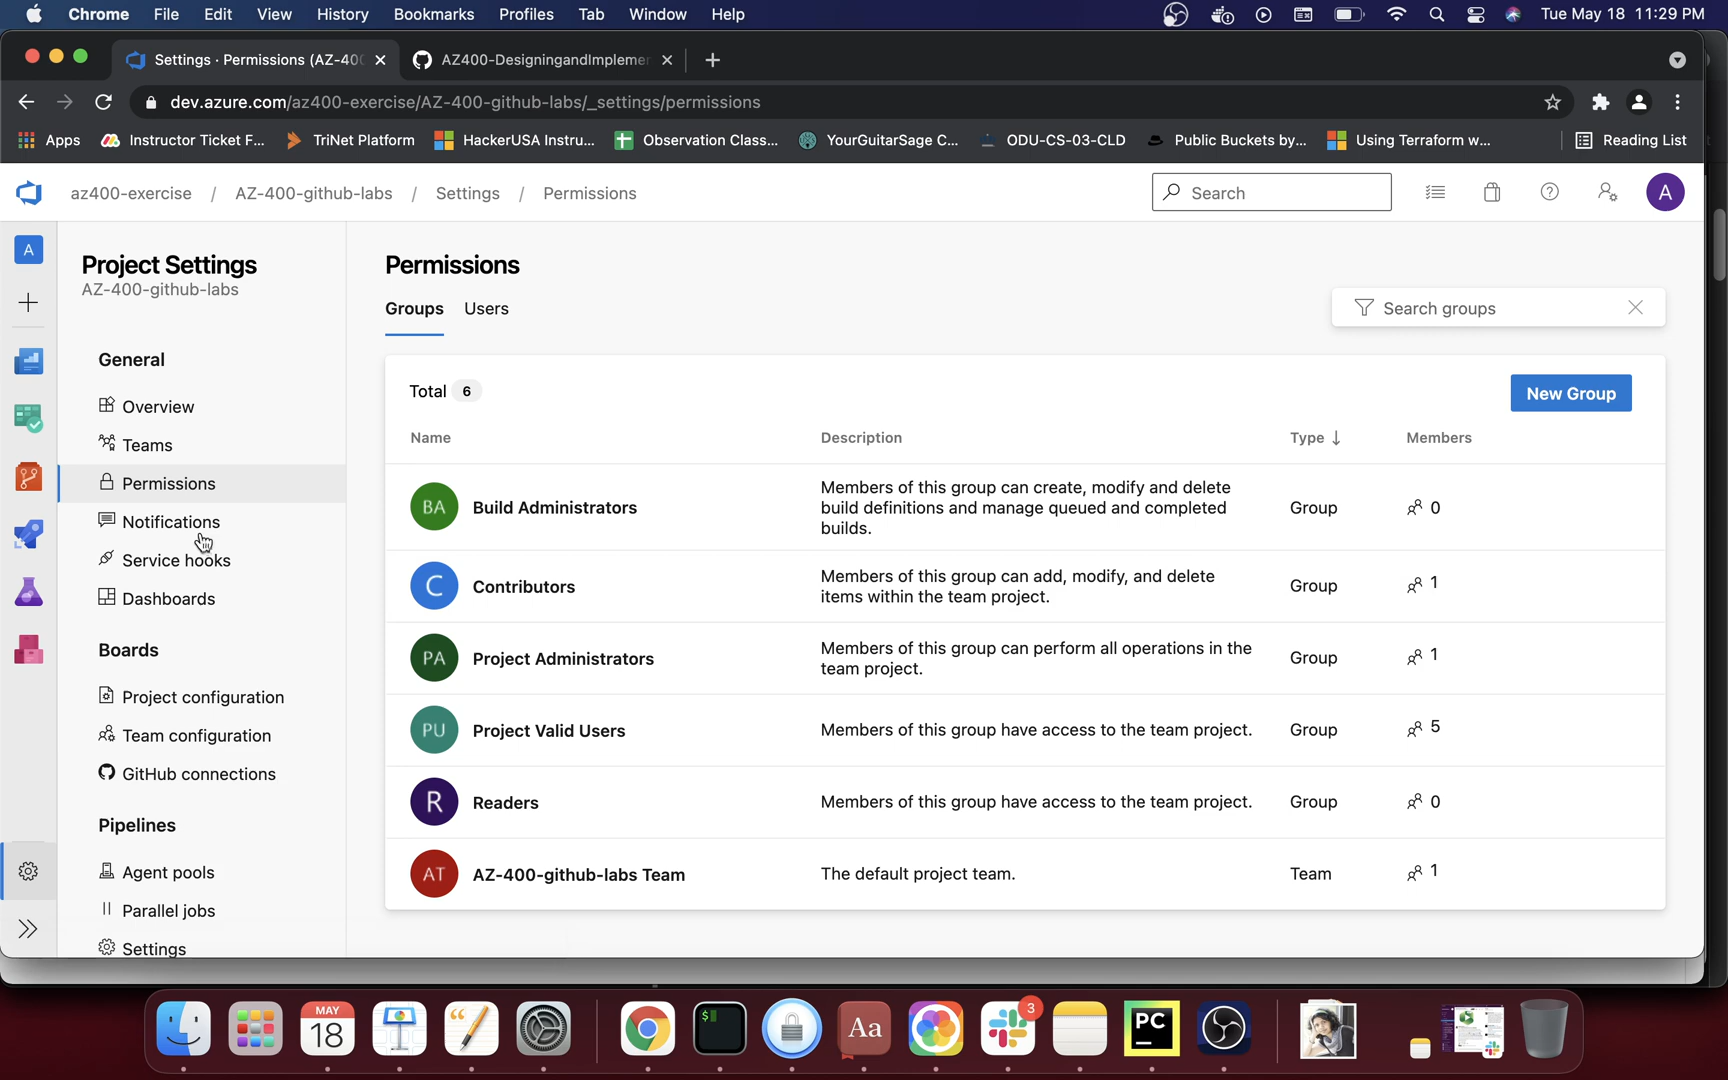 Chrome File Edit View History Bookmarks Profiles Tab Window Help Tue May 18 11:29 PM
Settings · Permissions (AZ-400 AZ400-DesigningandImplemen
dev.azure.com/az400-exercise/AZ-400-github-labs/_settings/permissions
Apps Instructor Ticket F... TriNet Platform HackerUSA Instru... Observation Class... YourGuitarSage C... ODU-CS-03-CLD Public Buckets by... Using Terraform w... Reading List
az400-exercise / AZ-400-github-labs / Settings / Permissions Search A
A
Project Settings
AZ-400-github-labs
General
Overview
Teams
Permissions
Notifications
Service hooks
Dashboards
Boards
Project configuration
Team configuration
GitHub connections
Pipelines
Agent pools
Parallel jobs
Settings
Permissions
Groups Users
Search groups
Total 6
New Group
Name Description Type Members
BA Build Administrators
Members of this group can create, modify and delete
build definitions and manage queued and completed
builds.
Group 0
C Contributors
Members of this group can add, modify, and delete
items within the team project.
Group 1
PA Project Administrators
Members of this group can perform all operations in the
team project.
Group 1
PU Project Valid Users Members of this group have access to the team project. Group 5
R Readers Members of this group have access to the team project. Group 0
AT AZ-400-github-labs Team The default project team. Team 1
MAY
18
$
Aa
3
PC